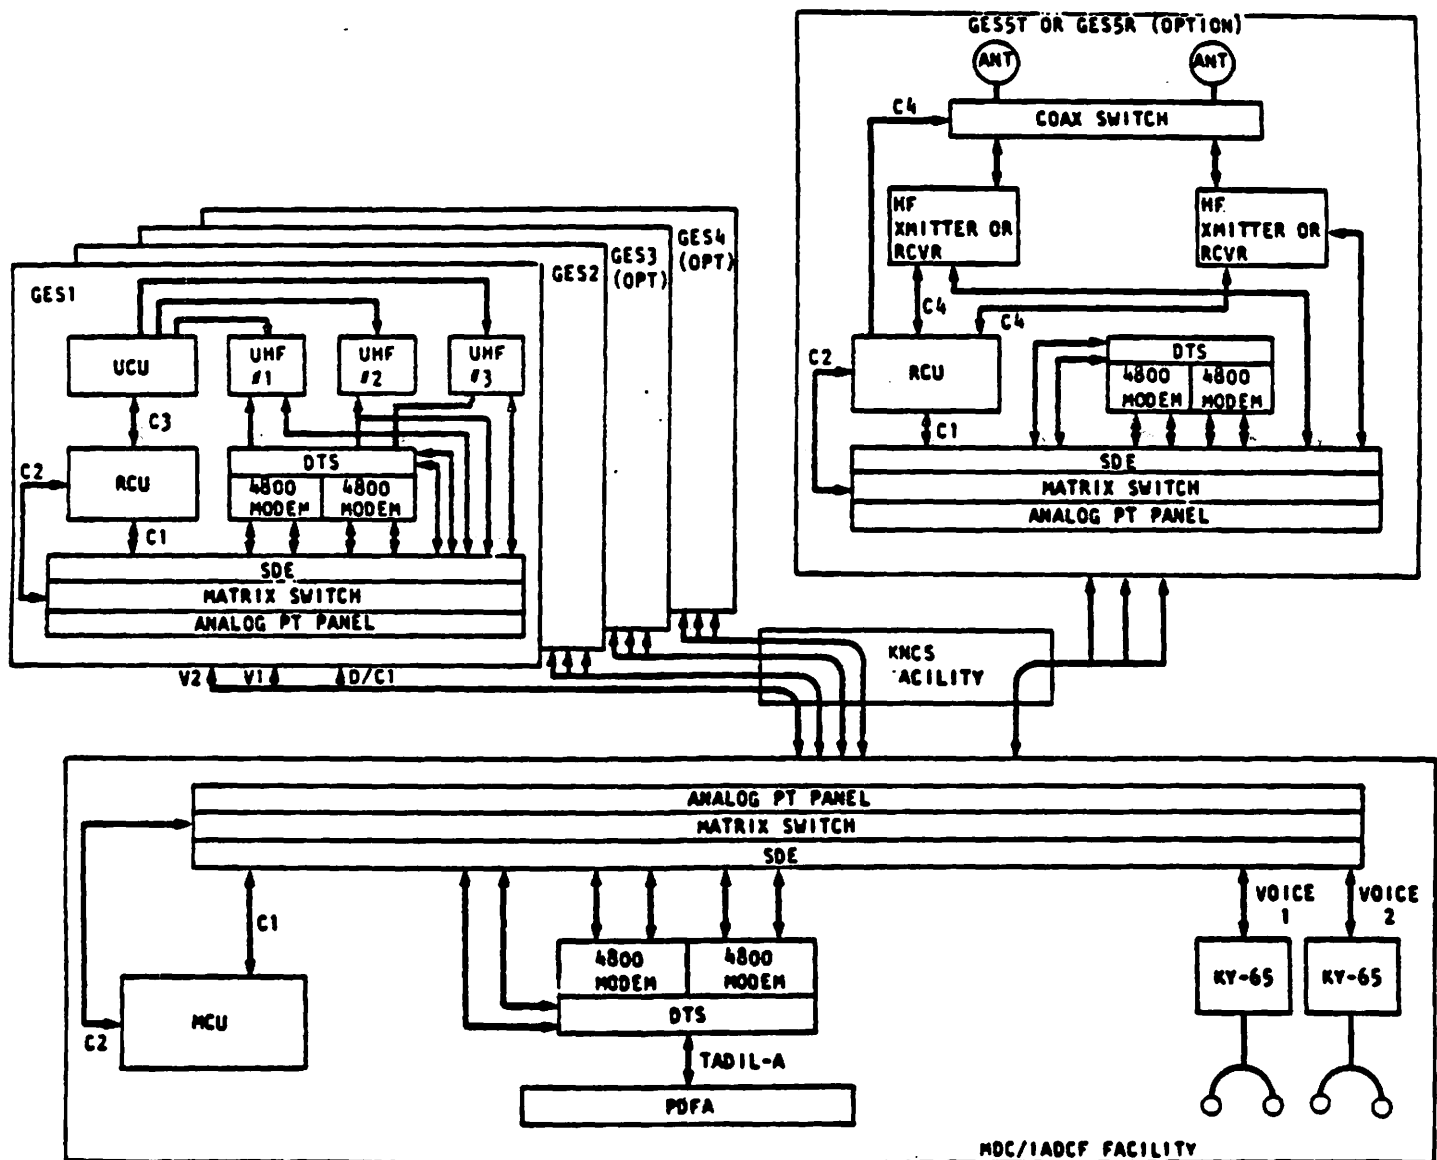 GES5T OR GES5R (OPTION)
ANT
ANT
C4
COAX SWITCH
HF
XMITTER OR
RCVR
HF
XMITTER OR
RCVR
C4
C4
C2
RCU
DTS
4800
MODEM
4800
MODEM
C1
SDE
MATRIX SWITCH
ANALOG PT PANEL
GES4
(OPT)
GES3
(OPT)
GES2
GES1
UCU
UHF
#1
UHF
#2
UHF
#3
C3
C2
RCU
DTS
4800
MODEM
4800
MODEM
C1
SDE
MATRIX SWITCH
ANALOG PT PANEL
V2
V1
D/C1
KNCS
ACILITY
ANALOG PT PANEL
MATRIX SWITCH
SDE
C1
VOICE
1
VOICE
2
4800
MODEM
4800
MODEM
KY-65
KY-65
MCU
DTS
C2
TADIL-A
PDFA
MDC/IADCF FACILITY